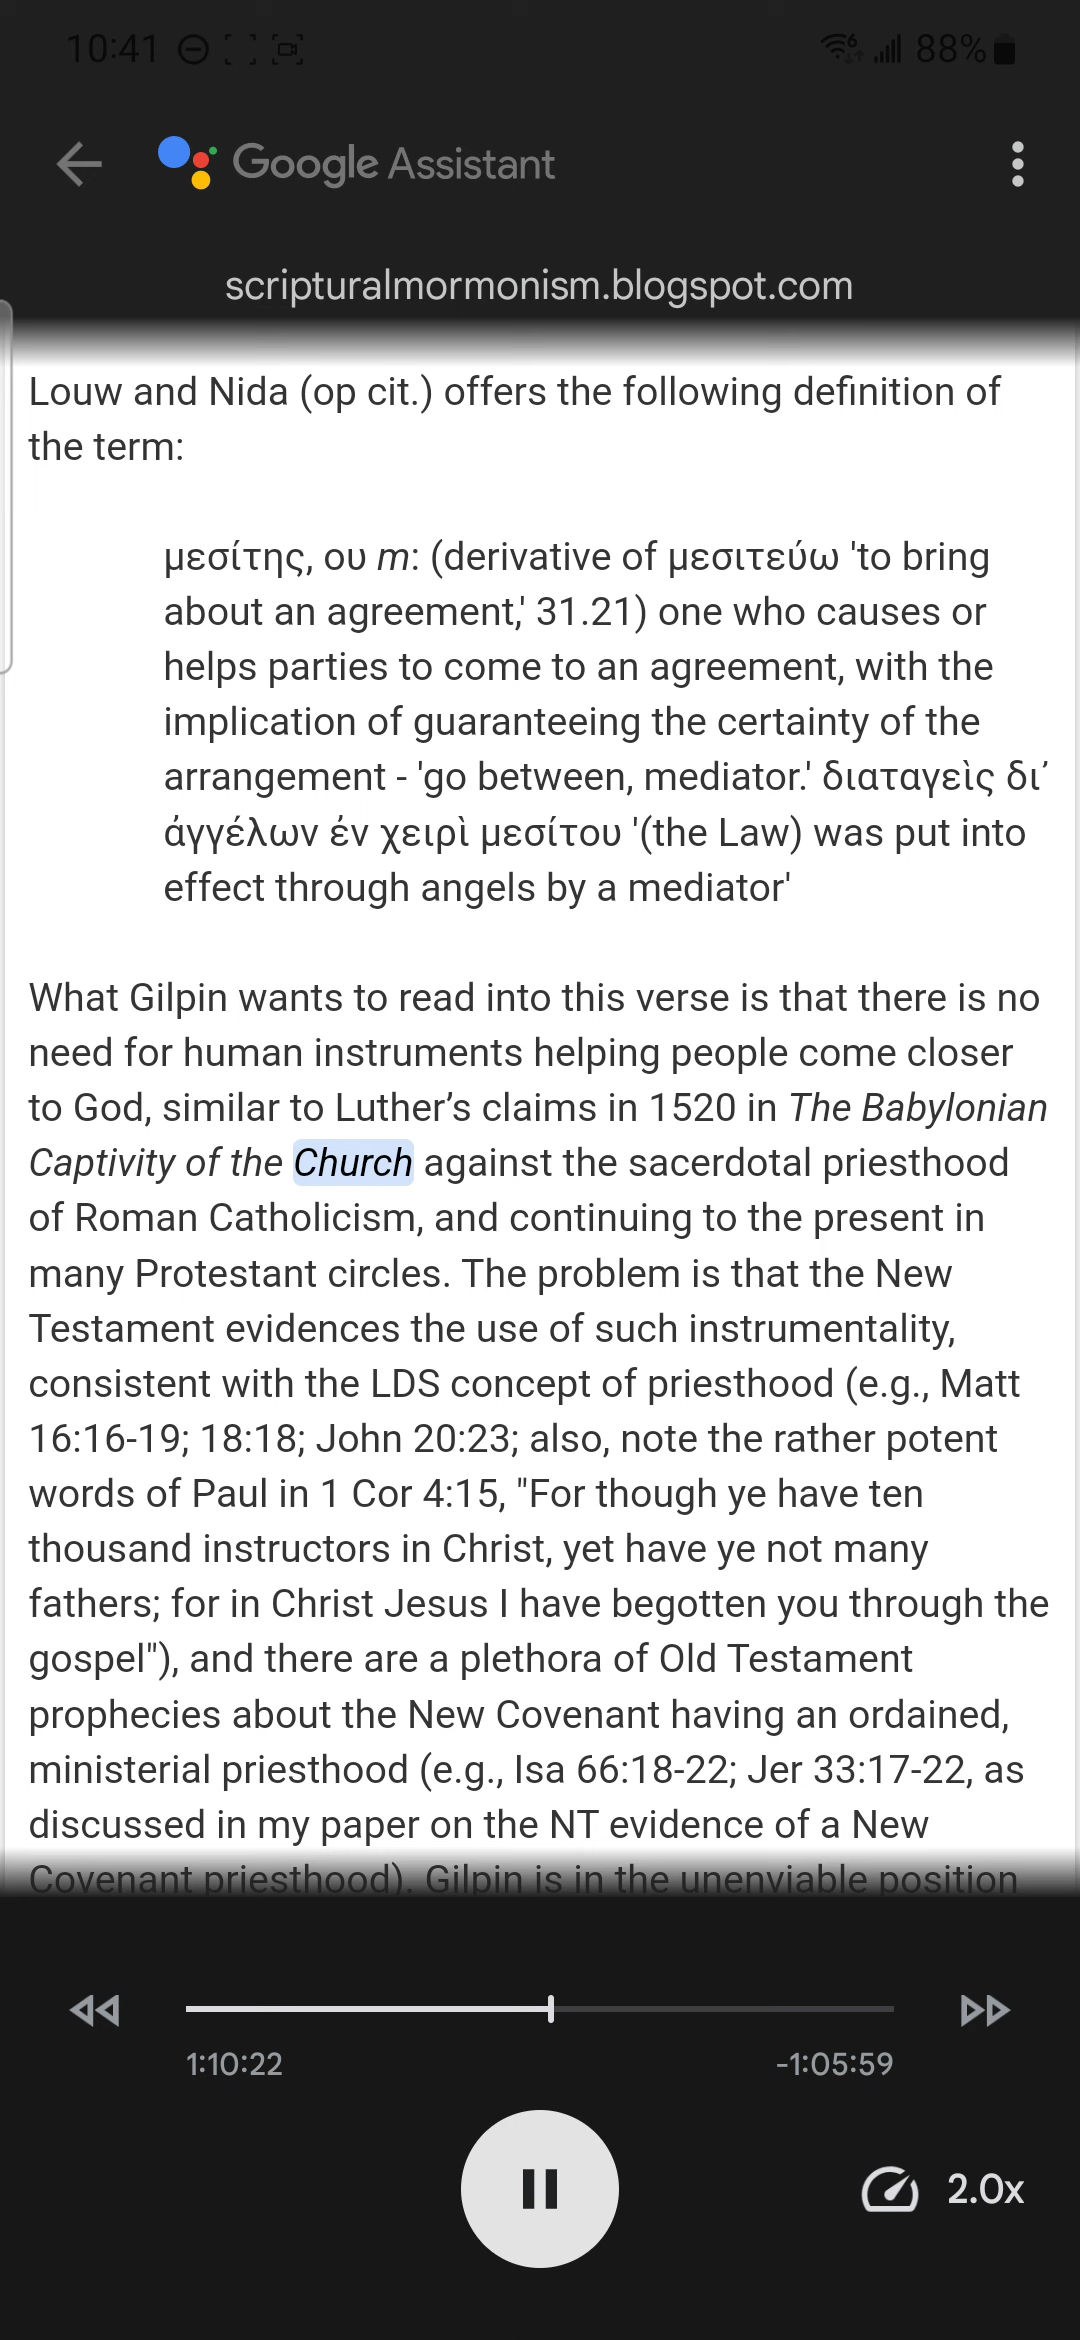 10:41
6
88%
Google Assistant
scripturalmormonism.blogspot.com
Louw and Nida (op cit.) offers the following definition of
the term:
μεσίτης, ου m: (derivative of μεσιτεύω 'to bring
about an agreement,' 31.21) one who causes or
helps parties to come to an agreement, with the
implication of guaranteeing the certainty of the
arrangement - 'go between, mediator.' διαταγεὶς δι’
ἀγγέλων ἐν χειρὶ μεσίτου '(the Law) was put into
effect through angels by a mediator'
What Gilpin wants to read into this verse is that there is no
need for human instruments helping people come closer
to God, similar to Luther’s claims in 1520 in The Babylonian
Captivity of the Church against the sacerdotal priesthood
of Roman Catholicism, and continuing to the present in
many Protestant circles. The problem is that the New
Testament evidences the use of such instrumentality,
consistent with the LDS concept of priesthood (e.g., Matt
16:16-19; 18:18; John 20:23; also, note the rather potent
words of Paul in 1 Cor 4:15, "For though ye have ten
thousand instructors in Christ, yet have ye not many
fathers; for in Christ Jesus I have begotten you through the
gospel"), and there are a plethora of Old Testament
prophecies about the New Covenant having an ordained,
ministerial priesthood (e.g., Isa 66:18-22; Jer 33:17-22, as
discussed in my paper on the NT evidence of a New
Covenant priesthood). Gilpin is in the unenviable position
1:10:22
-1:05:59
2.0x